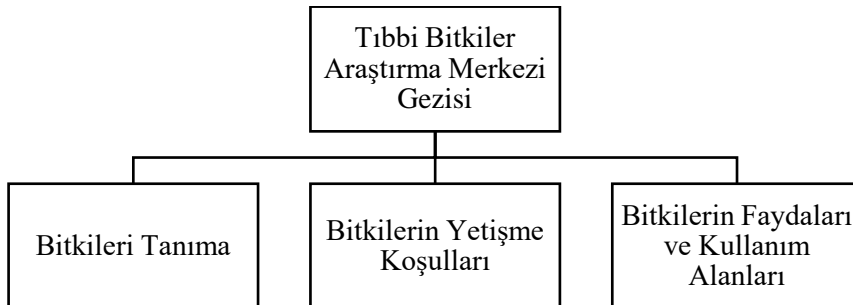 Tıbbi Bitkiler
Araştırma Merkezi
Gezisi
Bitkileri Tanıma
Bitkilerin Yetişme
Koşulları
Bitkilerin Faydaları
ve Kullanım
Alanları